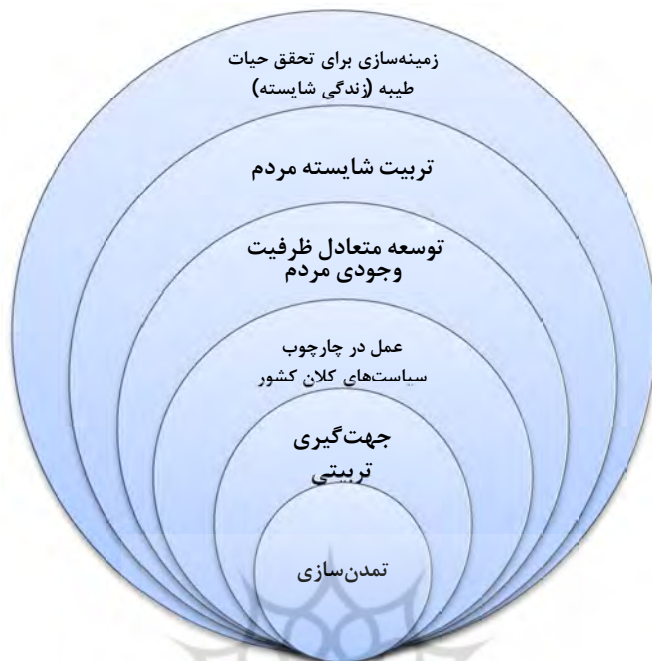 زمینه‌سازی برای تحقق حیات
طیبه (زندگی شایسته)
تربیت شایسته مردم
توسعه متعادل ظرفیت
وجودی مردم
عمل در چارچوب
سیاست‌های کلان کشور
جهت‌گیری
تربیتی
تمدن‌سازی